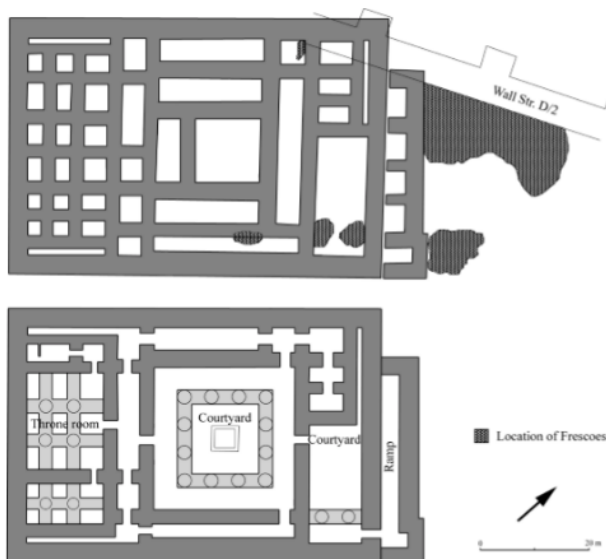 Wall Str. D/2
Throne room
Courtyard
Courtyard
Ramp
Location of Frescoes
0 20 m